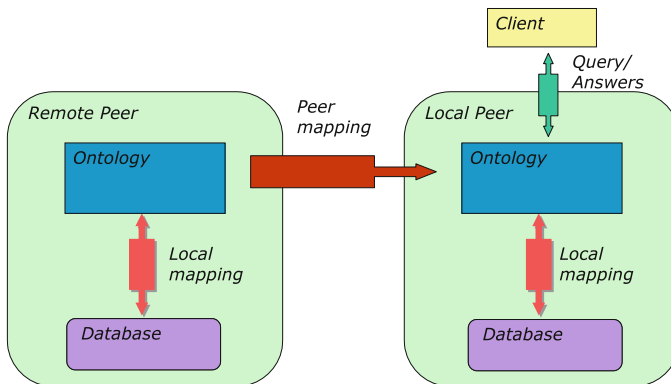 Client
Query/
Answers
Remote Peer
Peer
mapping
Local Peer
Ontology
Ontology
Local
mapping
Local
mapping
Database
Database